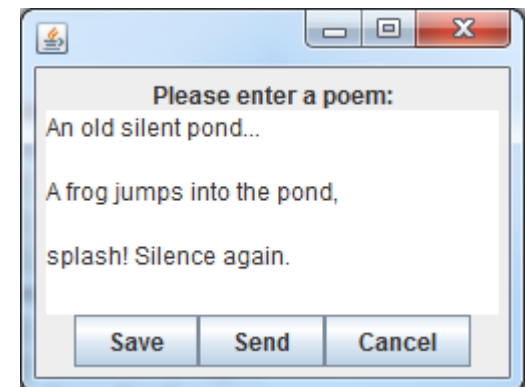 Please enter a poem:
An old silent pond...
A frog jumps into the pond,
splash! Silence again.
Save Send Cancel